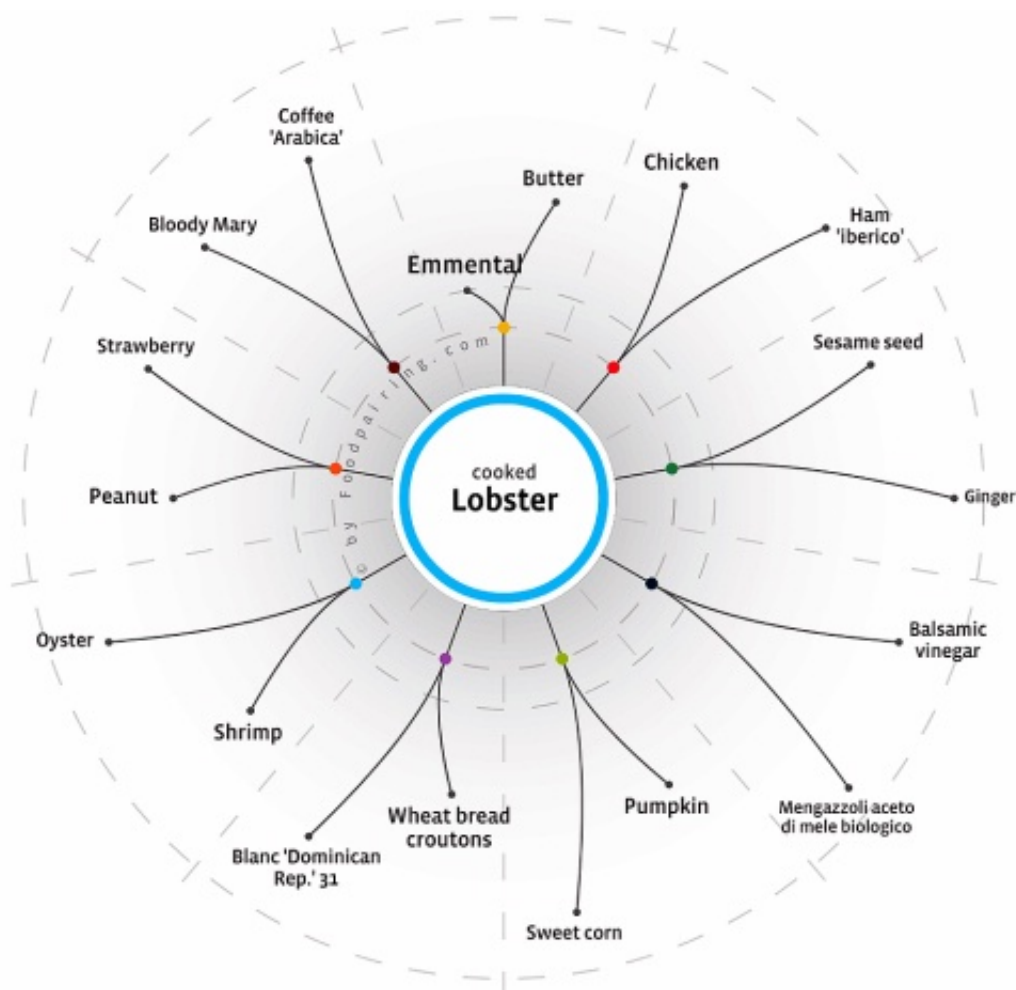 Coffee
'Arabica'
Butter
Chicken
Bloody Mary
Ham
'iberico'
Emmental
Strawberry
Sesame seed
© by Foodpairing.com
cooked
Lobster
Peanut
Ginger
Oyster
Balsamic
vinegar
Shrimp
Wheat bread
croutons
Pumpkin
Mengazzoli aceto
di mele biologico
Blanc 'Dominican
Rep.' 31
Sweet corn